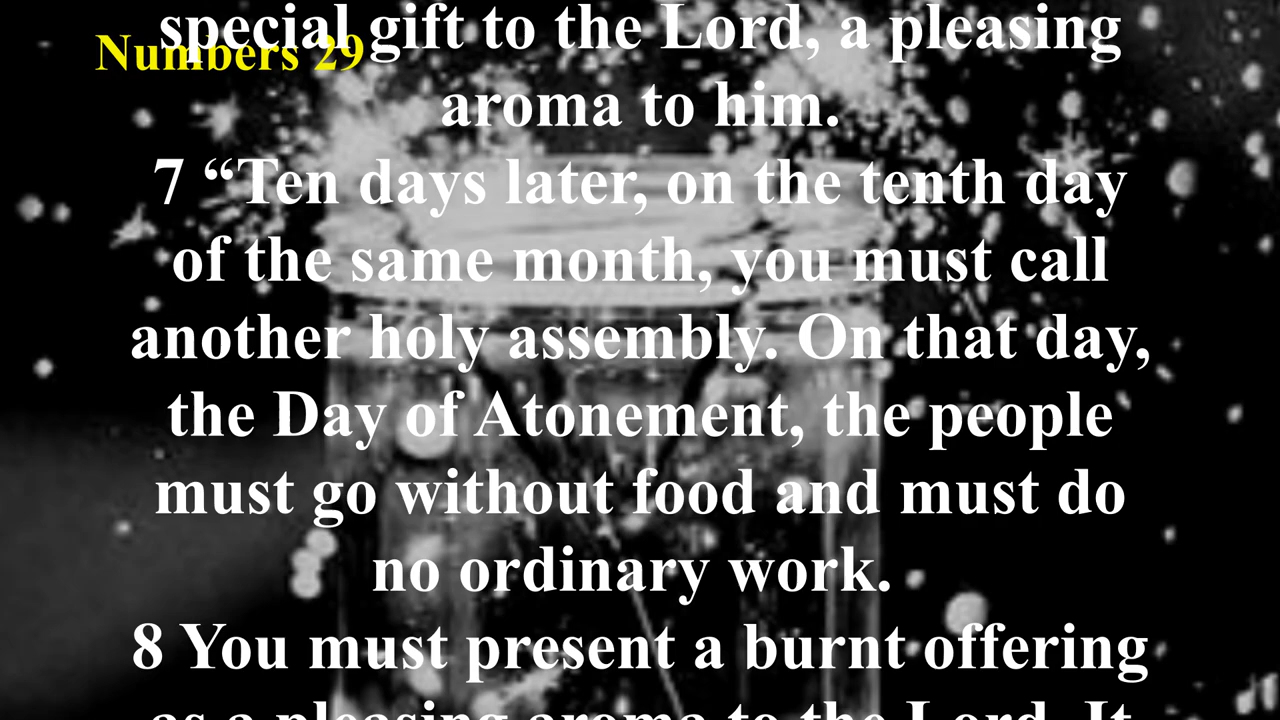 special gift to the Lord, a pleasing
Numbers 29
aroma to him.
7 “Ten days later, on the tenth day
of the same month, you must call
another holy assembly. On that day,
the Day of Atonement, the people
must go without food and must do
no ordinary work.
8 You must present a burnt offering
as a pleasing aroma to the Lord. It